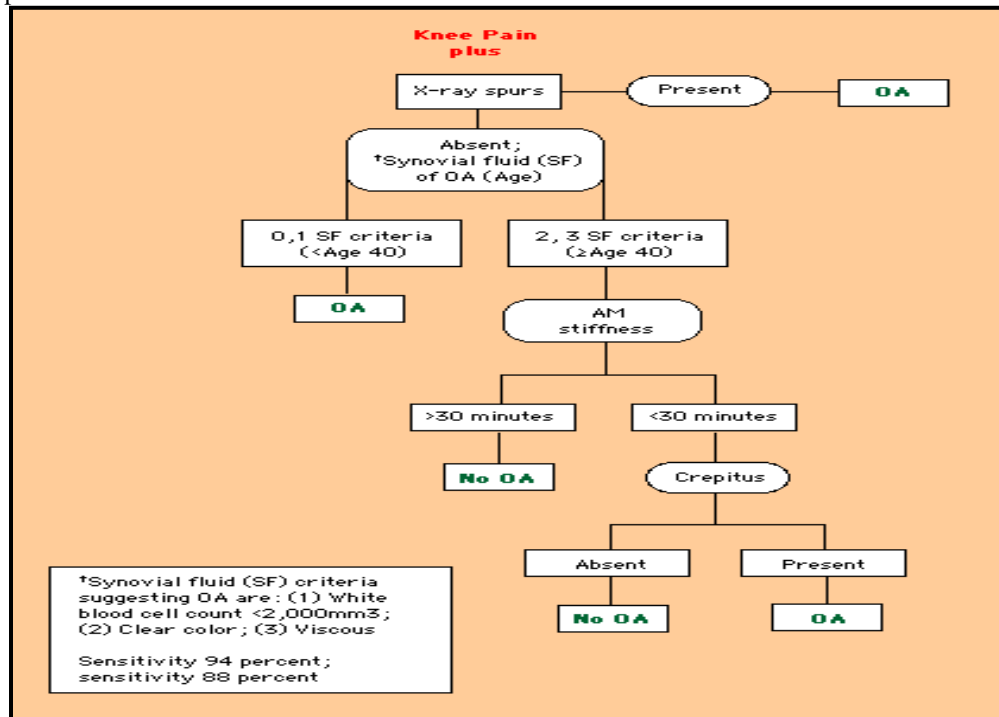 Knee Pain
plus
X-ray spurs
Present
OA
Absent;
†Synovial fluid (SF)
of OA (Age)
0,1 SF criteria
(<Age 40)
2, 3 SF criteria
(≥Age 40)
OA
AM
stiffness
>30 minutes
<30 minutes
No OA
Crepitus
Absent
Present
No OA
OA
†Synovial fluid (SF) criteria
suggesting OA are: (1) White
blood cell count <2,000mm3;
(2) Clear color; (3) Viscous
Sensitivity 94 percent;
sensitivity 88 percent